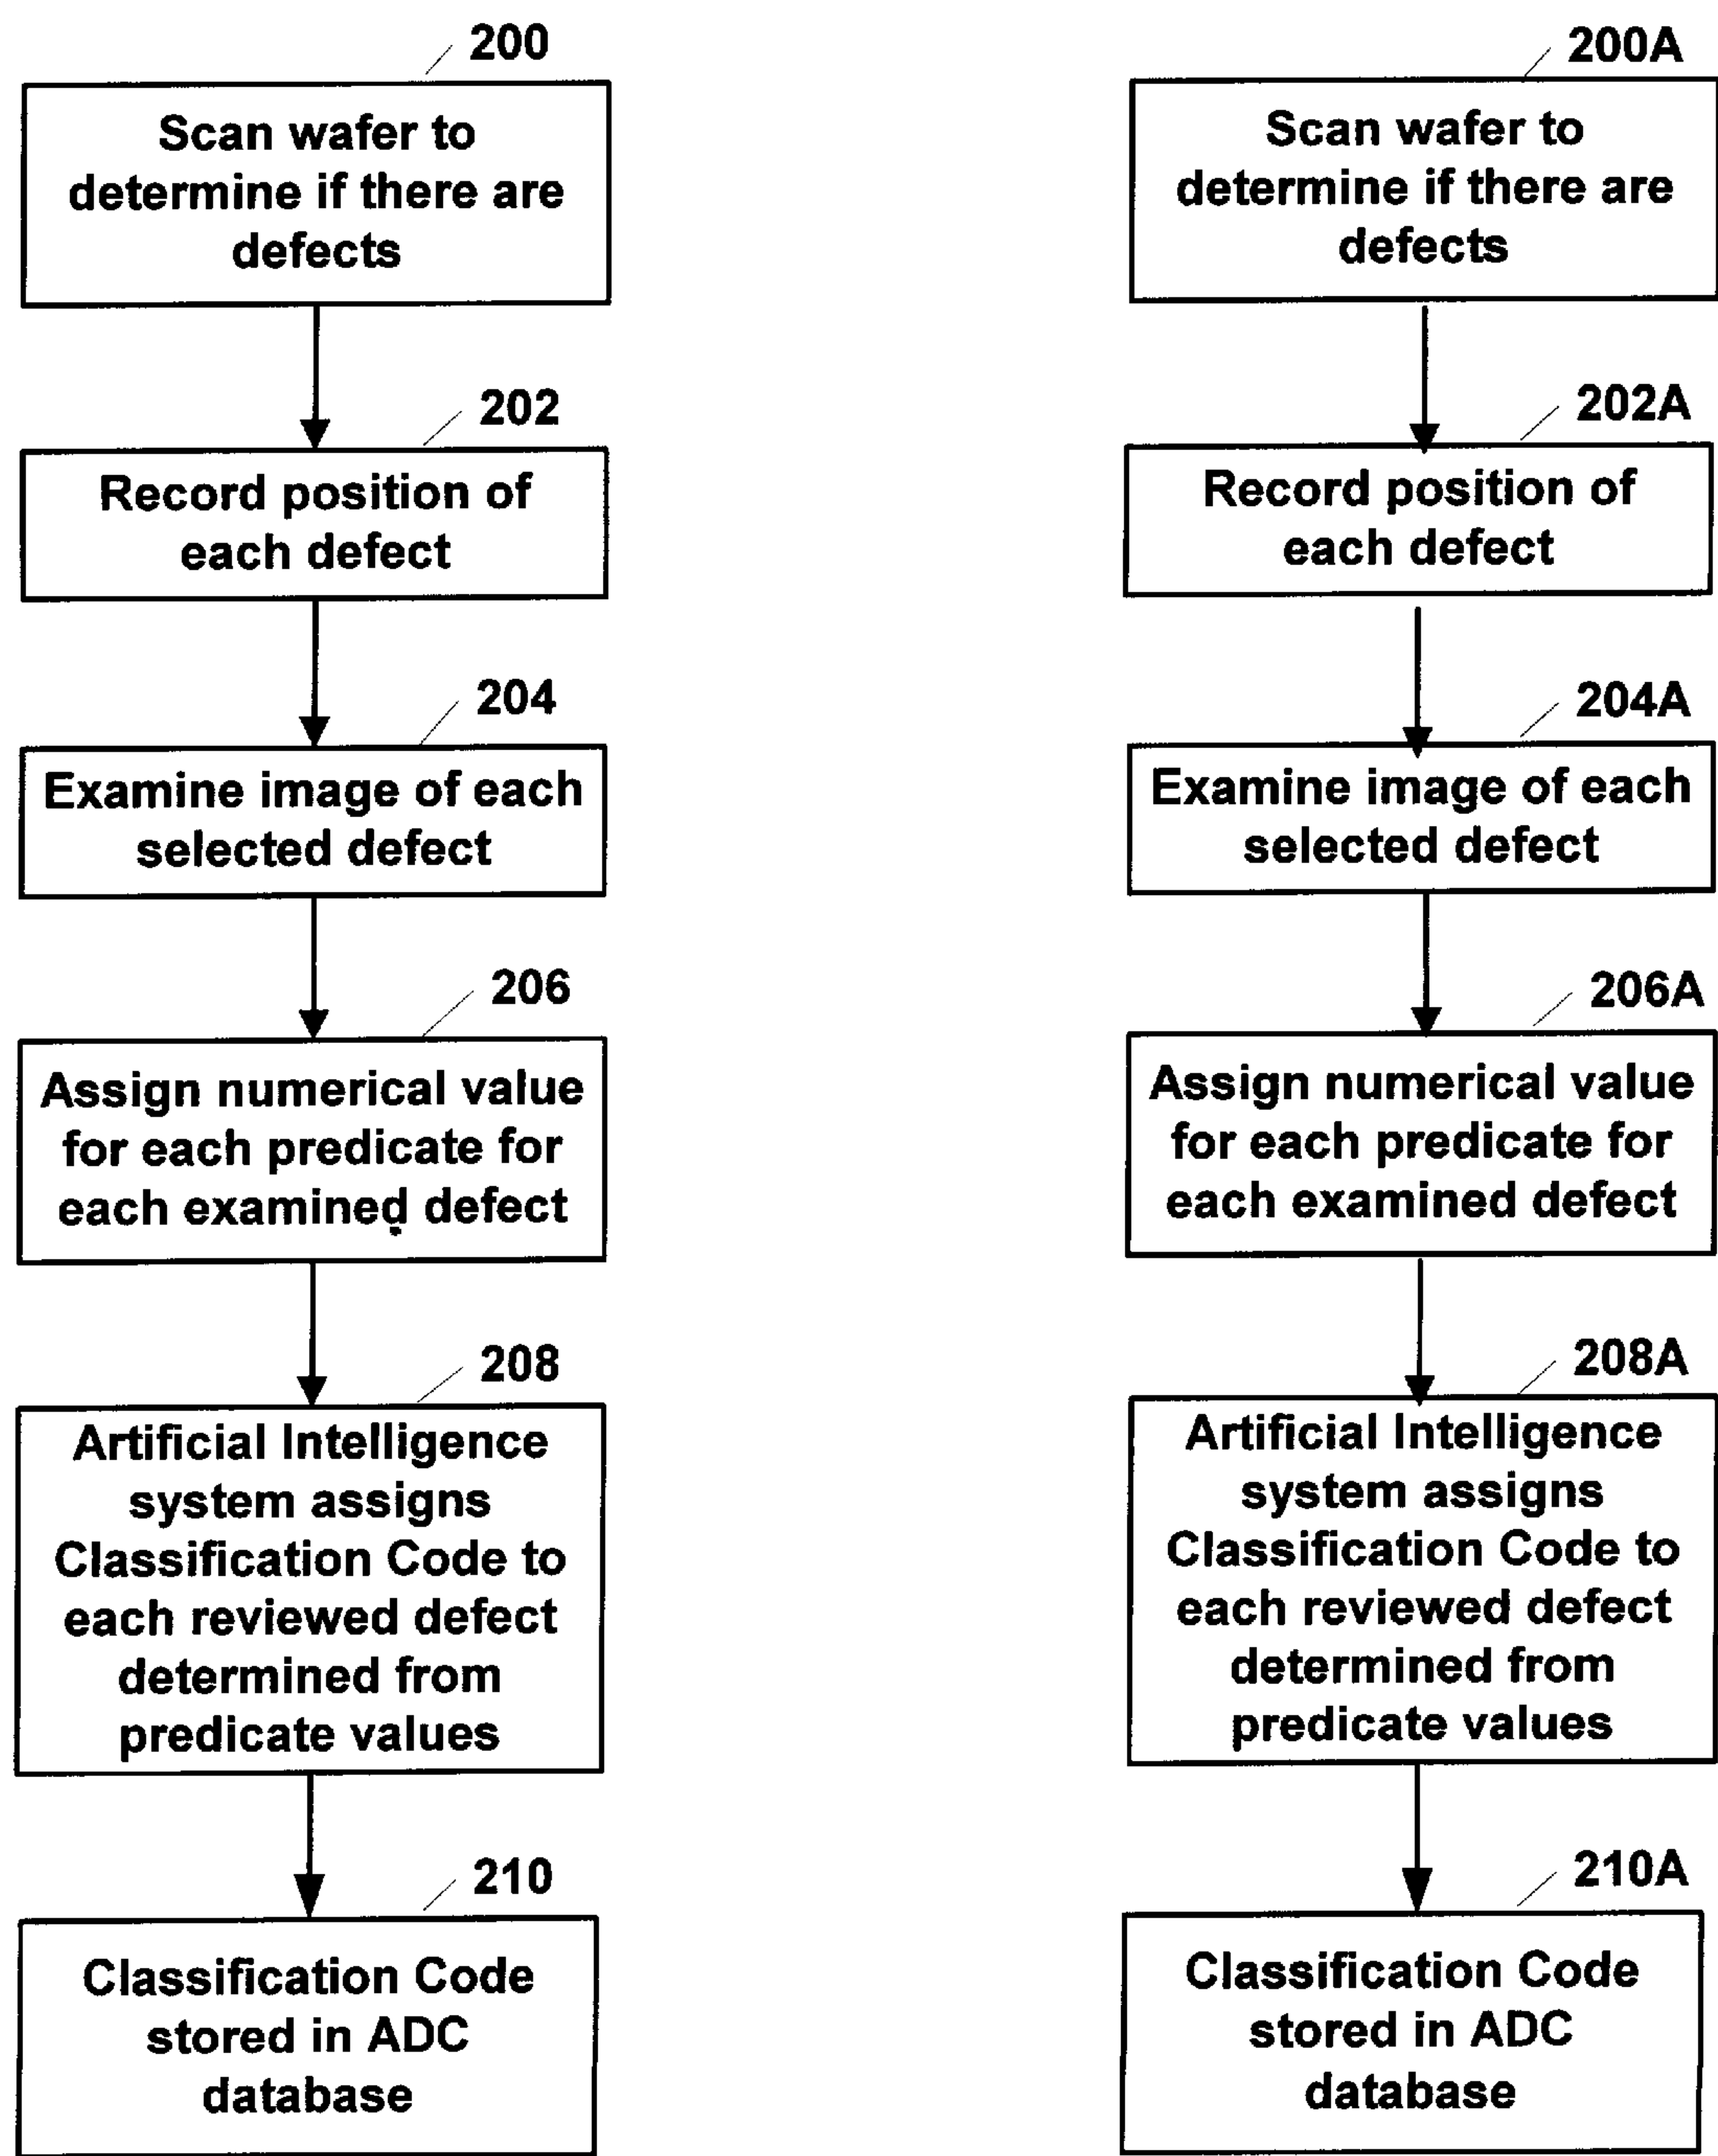 200
Scan wafer to
determine if there are
defects
202
Record position of
each defect
204
Examine image of each
selected defect
206
Assign numerical value
for each predicate for
each examined defect
208
Artificial Intelligence
system assigns
Classification Code to
each reviewed defect
determined from
predicate values
210
Classification Code
stored in ADC
database
200A
Scan wafer to
determine if there are
defects
202A
Record position of
each defect
204A
Examine image of each
selected defect
206A
Assign numerical value
for each predicate for
each examined defect
208A
Artificial Intelligence
system assigns
Classification Code to
each reviewed defect
determined from
predicate values
210A
Classification Code
stored in ADC
database